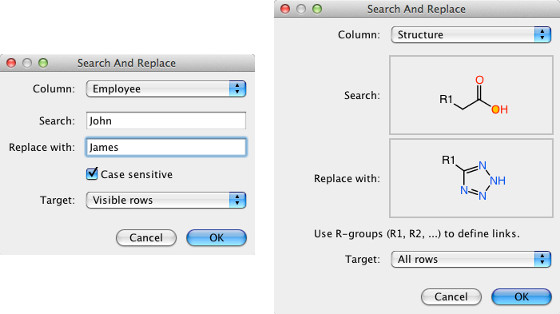 Search And Replace
Column: Employee
Search: John
Replace with: James
Case sensitive
Target: Visible rows
Cancel OK
Search And Replace
Column: Structure
Search:
R1 O OH
Replace with:
R1 N NH N N
Use R-groups (R1, R2, ...) to define links.
Target: All rows
Cancel OK